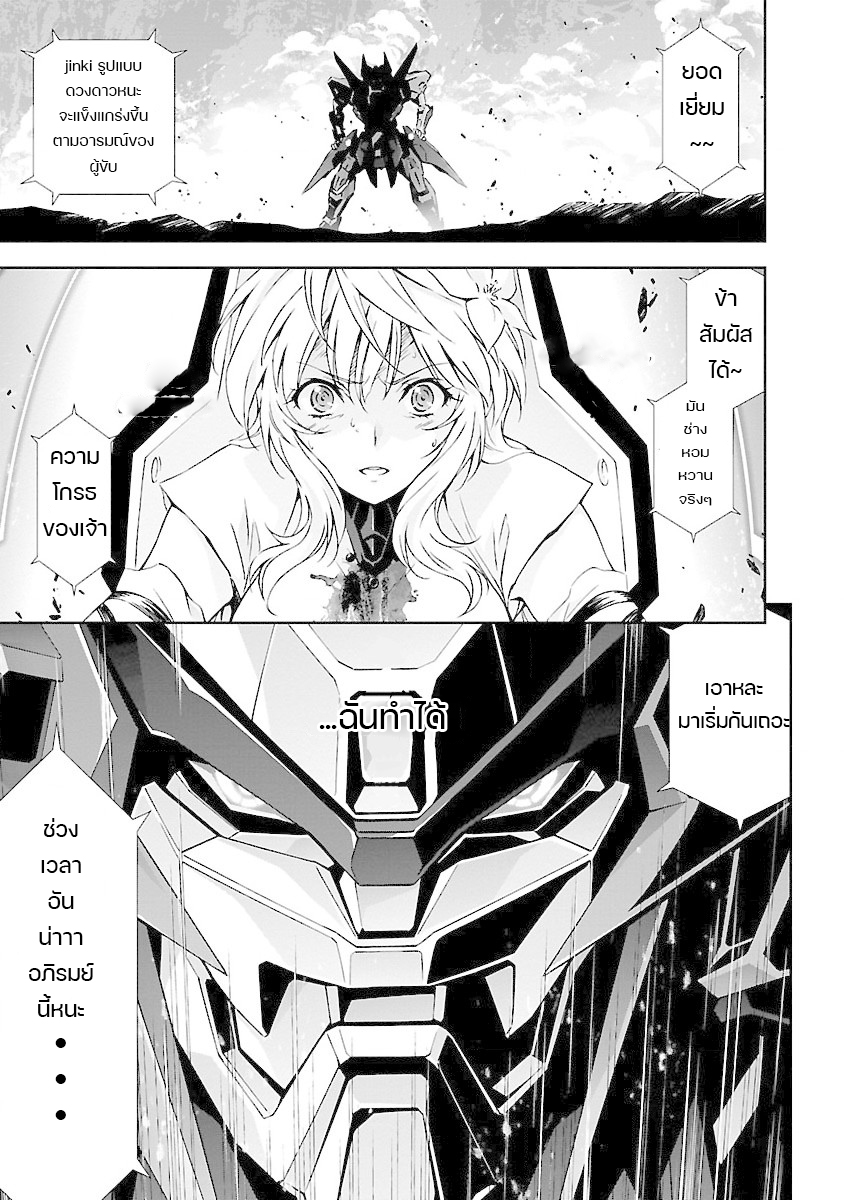 ยอด
เยี่ยม
~~
jinki รูปแบบ
ดวงดาวหนะ
จะแข็งแกร่งขึ้น
ตามอารมณ์ของ
ผู้ขับ
ข้า
สัมผัส
ได้~
มัน
ช่าง
หอม
หวาน
จริงๆ
ความ
โกรธ
ของเจ้า
เอาหละ
มาเริ่มกันเถอะ
...ฉันทำได้
ช่วง
เวลา
อัน
น่าาา
อภิรมย์
นี้หนะ
•
•
•